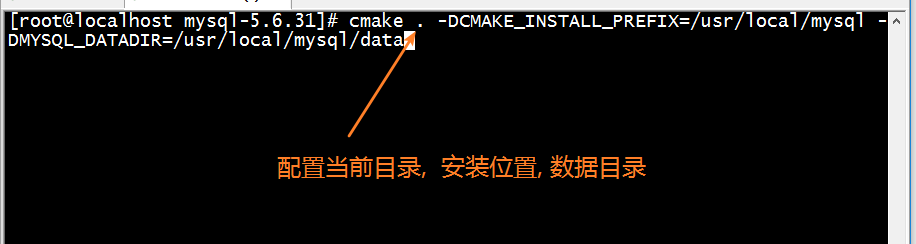 [root@localhost mysql-5.6.31]# cmake . -DCMAKE_INSTALL_PREFIX=/usr/local/mysql -
DMYSQL_DATADIR=/usr/local/mysql/data
配置当前目录, 安装位置, 数据目录